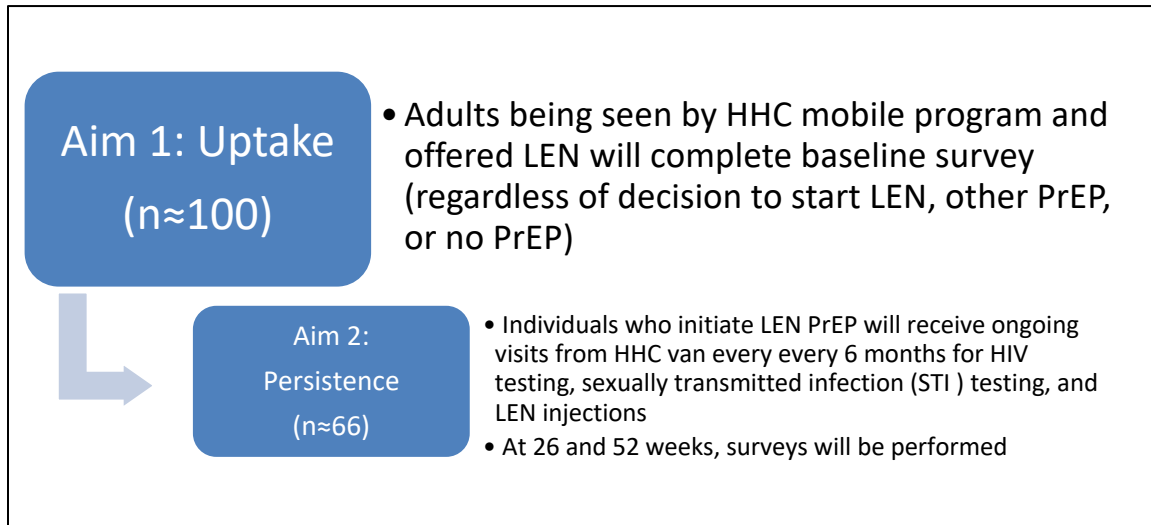 Aim 1: Uptake
(n≈100)
• Adults being seen by HHC mobile program and
offered LEN will complete baseline survey
(regardless of decision to start LEN, other PrEP,
or no PrEP)
Aim 2:
Persistence
(n≈66)
• Individuals who initiate LEN PrEP will receive ongoing
visits from HHC van every every 6 months for HIV
testing, sexually transmitted infection (STI ) testing, and
LEN injections
• At 26 and 52 weeks, surveys will be performed